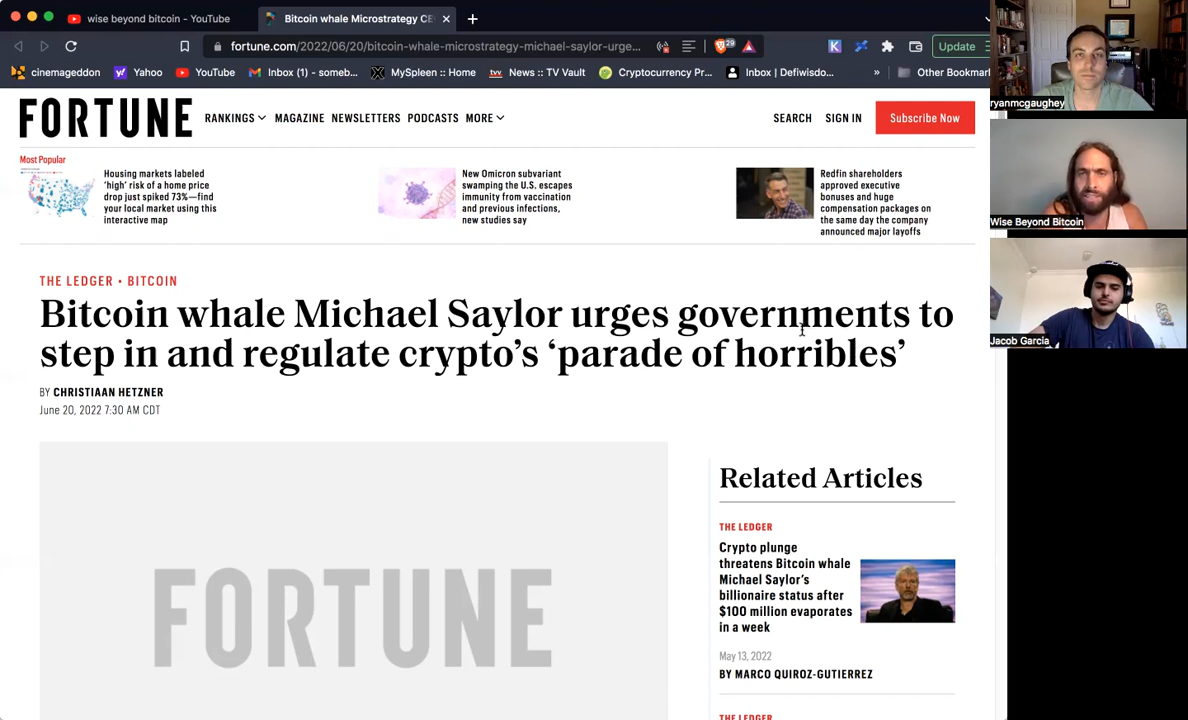 wise beyond bitcoin - YouTube
Bitcoin whale Microstrategy CE
fortune.com/2022/06/20/bitcoin-whale-microstrategy-michael-saylor-urge...
29
K
Update
cinemageddon
Yahoo
YouTube
Inbox (1) - someb...
MySpleen :: Home
tvv
News :: TV Vault
Cryptocurrency Pr...
Inbox | Defiwisdo...
»
Other Bookmar
FORTUNE
RANKINGS
MAGAZINE
NEWSLETTERS
PODCASTS
MORE
SEARCH
SIGN IN
Subscribe Now
Most Popular
Housing markets labeled
‘high’ risk of a home price
drop just spiked 73%—find
your local market using this
interactive map
New Omicron subvariant
swamping the U.S. escapes
immunity from vaccination
and previous infections,
new studies say
Redfin shareholders
approved executive
bonuses and huge
compensation packages on
the same day the company
announced major layoffs
THE LEDGER • BITCOIN
Bitcoin whale Michael Saylor urges governments to
step in and regulate crypto’s ‘parade of horribles’
BY CHRISTIAAN HETZNER
June 20, 2022 7:30 AM CDT
FORTUNE
Related Articles
THE LEDGER
Crypto plunge
threatens Bitcoin whale
Michael Saylor’s
billionaire status after
$100 million evaporates
in a week
May 13, 2022
BY MARCO QUIROZ-GUTIERREZ
THE LEDGER
ryanmcgaughey
Wise Beyond Bitcoin
Jacob Garcia